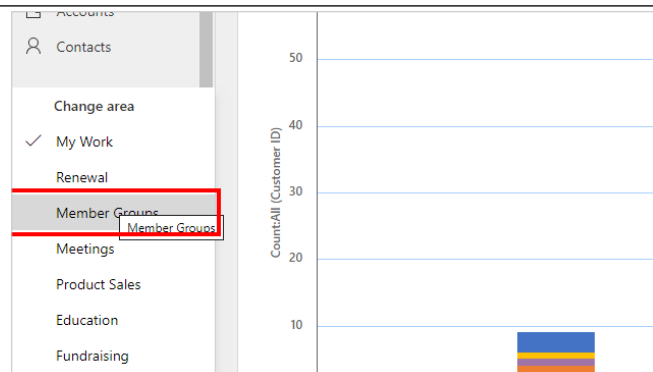 Accounts
Contacts
Change area
My Work
Renewal
Member Groups
Member Groups
Meetings
Product Sales
Education
Fundraising
50
40
30
20
10
Count:All (Customer ID)